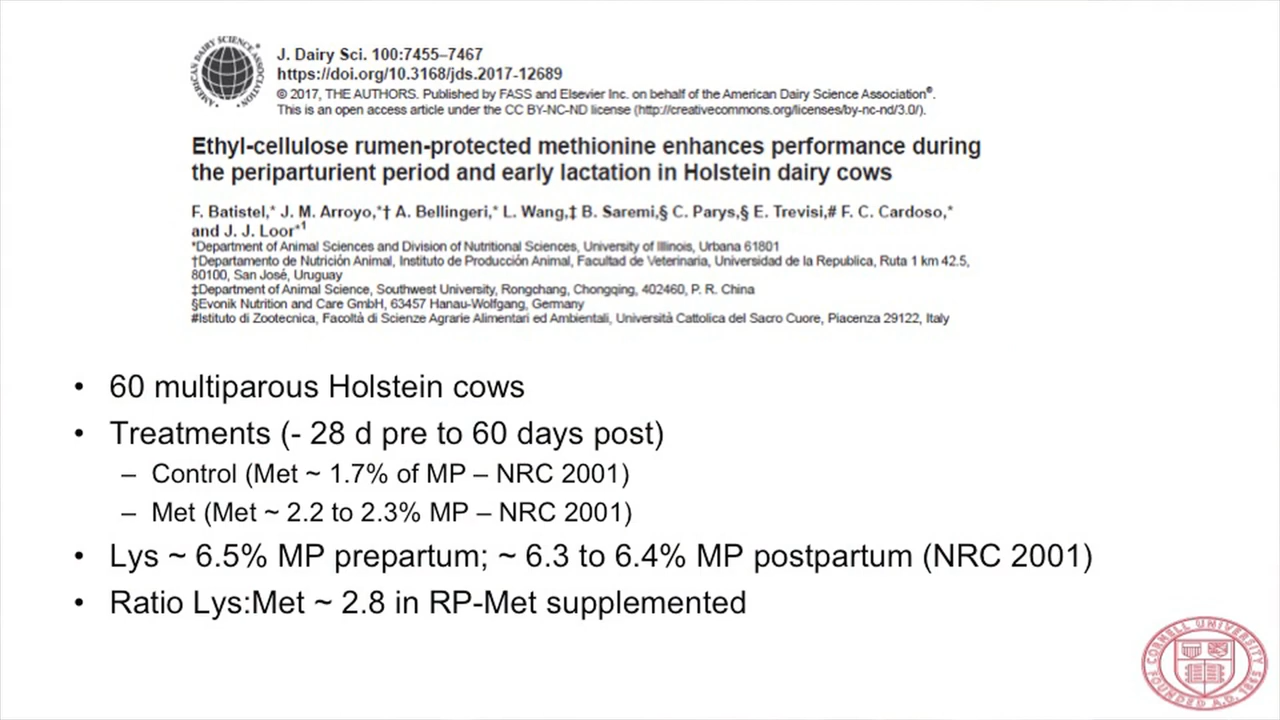 AMERICAN DAIRY SCIENCE ASSOCIATION
J. Dairy Sci. 100:7455–7467
https://doi.org/10.3168/jds.2017-12689
© 2017, THE AUTHORS. Published by FASS and Elsevier Inc. on behalf of the American Dairy Science Association®.
This is an open access article under the CC BY-NC-ND license (http://creativecommons.org/licenses/by-nc-nd/3.0/).
Ethyl-cellulose rumen-protected methionine enhances performance during
the periparturient period and early lactation in Holstein dairy cows
F. Batistel,* J. M. Arroyo,*† A. Bellingeri,* L. Wang,‡ B. Saremi,§ C. Parys,§ E. Trevisi,# F. C. Cardoso,*
and J. J. Loor*¹
*Department of Animal Sciences and Division of Nutritional Sciences, University of Illinois, Urbana 61801
†Departamento de Nutrición Animal, Instituto de Producción Animal, Facultad de Veterinaria, Universidad de la Republica, Ruta 1 km 42.5,
80100, San José, Uruguay
‡Department of Animal Science, Southwest University, Rongchang, Chongqing, 402460, P. R. China
§Evonik Nutrition and Care GmbH, 63457 Hanau-Wolfgang, Germany
#Istituto di Zootecnica, Facoltà di Scienze Agrarie Alimentari ed Ambientali, Università Cattolica del Sacro Cuore, Piacenza 29122, Italy
• 60 multiparous Holstein cows
• Treatments (- 28 d pre to 60 days post)
– Control (Met ~ 1.7% of MP – NRC 2001)
– Met (Met ~ 2.2 to 2.3% MP – NRC 2001)
• Lys ~ 6.5% MP prepartum; ~ 6.3 to 6.4% MP postpartum (NRC 2001)
• Ratio Lys:Met ~ 2.8 in RP-Met supplemented
CORNELL UNIVERSITY
FOUNDED A.D. 1865